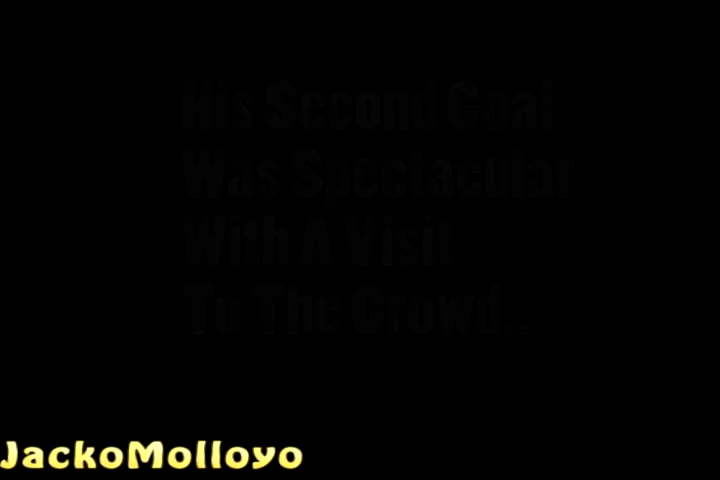 His Second Goal
Was Spectacular
With A Visit
To The Crowd..
JackoMolloyo